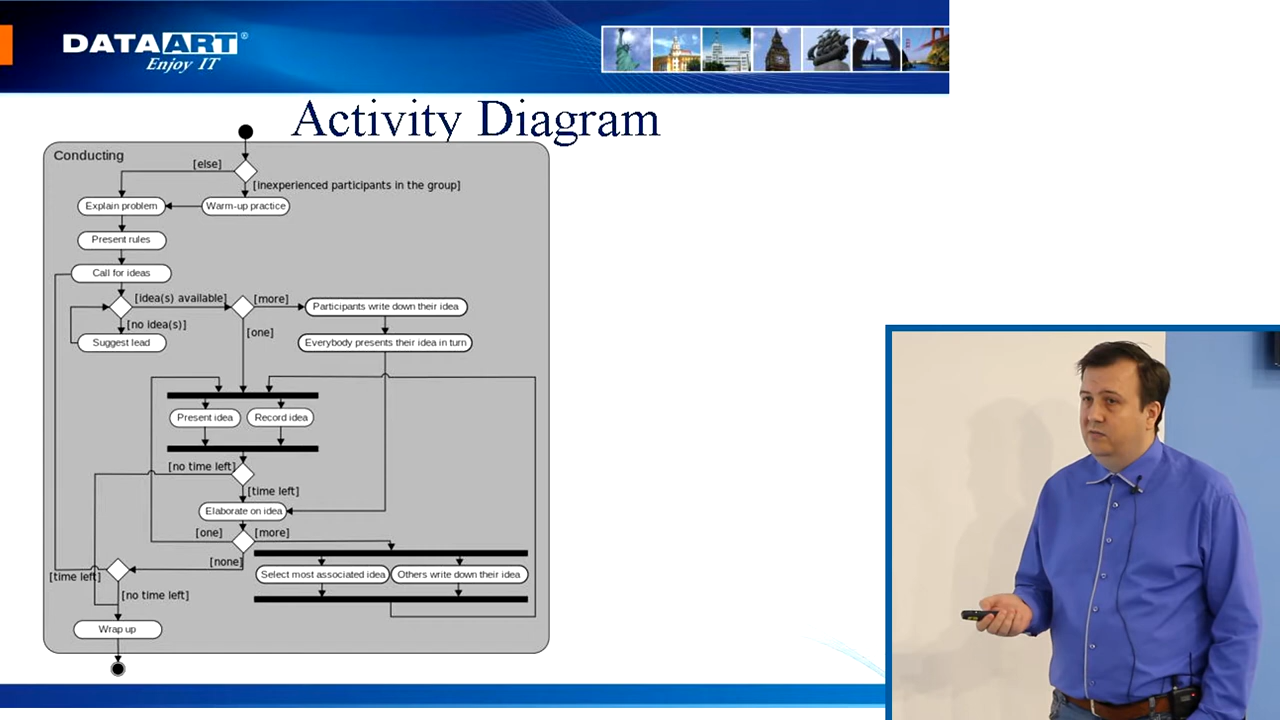 DATAART®
Enjoy IT
Activity Diagram
Conducting
[else]
[inexperienced participants in the group]
Explain problem
Warm-up practice
Present rules
Call for ideas
[idea(s) available]
[more]
Participants write down their idea
[no idea(s)]
[one]
Suggest lead
Everybody presents their idea in turn
Present idea
Record idea
[no time left]
[time left]
Elaborate on idea
[one]
[more]
[none]
Select most associated idea
Others write down their idea
[time left]
[no time left]
Wrap up